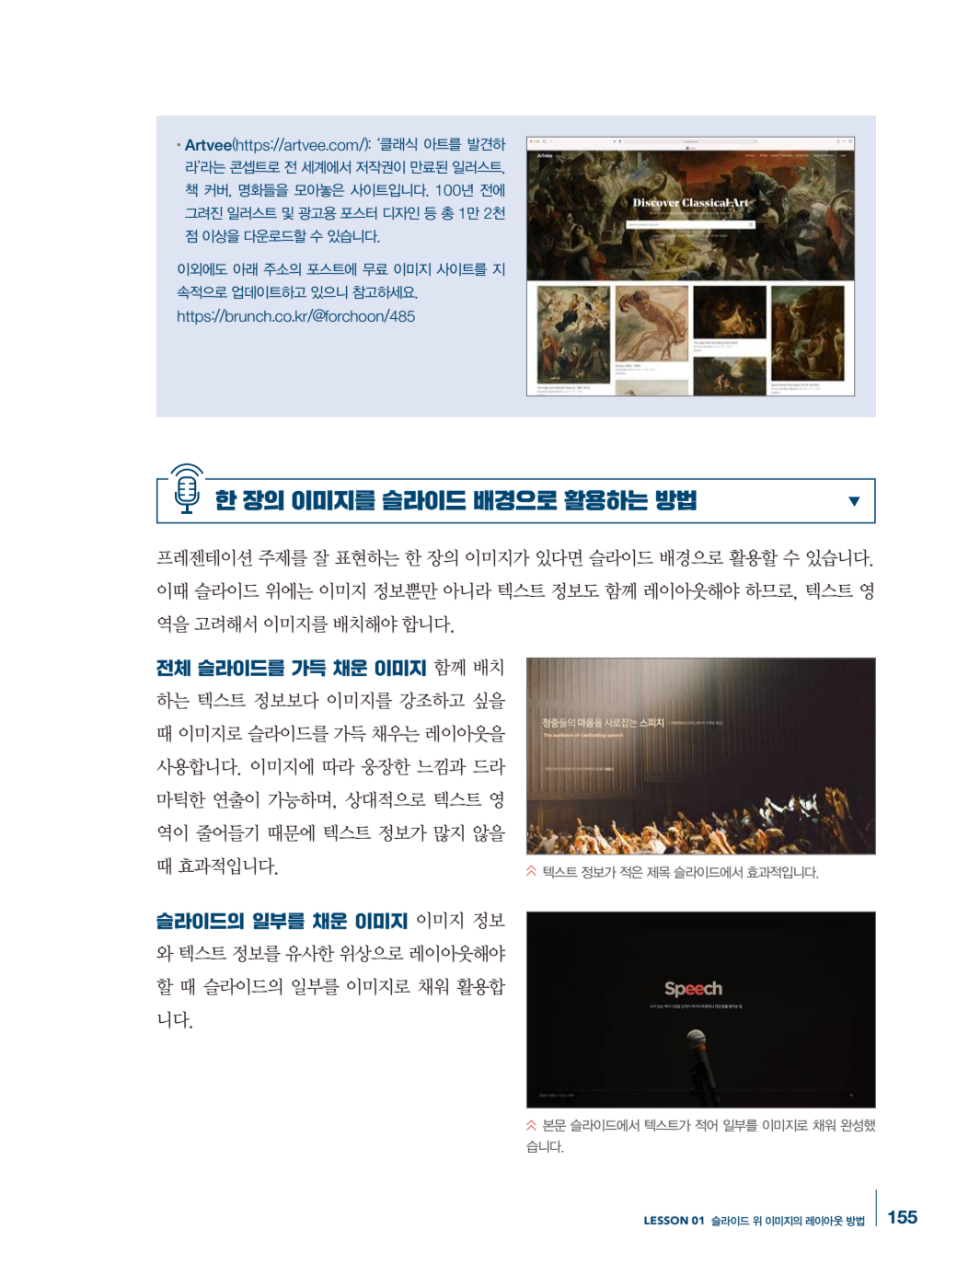 • Artvee(https://artvee.com/): ‘클래식 아트를 발견하
라’라는 콘셉트로 전 세계에서 저작권이 만료된 일러스트,
책 커버, 명화들을 모아놓은 사이트입니다. 100년 전에
그려진 일러스트 및 광고용 포스터 디자인 등 총 1만 2천
점 이상을 다운로드할 수 있습니다.
이외에도 아래 주소의 포스트에 무료 이미지 사이트를 지
속적으로 업데이트하고 있으니 참고하세요.
https://brunch.co.kr/@forchoon/485
Artvee
Discover Classical Art
한 장의 이미지를 슬라이드 배경으로 활용하는 방법
프레젠테이션 주제를 잘 표현하는 한 장의 이미지가 있다면 슬라이드 배경으로 활용할 수 있습니다.
이때 슬라이드 위에는 이미지 정보뿐만 아니라 텍스트 정보도 함께 레이아웃해야 하므로, 텍스트 영
역을 고려해서 이미지를 배치해야 합니다.
전체 슬라이드를 가득 채운 이미지 함께 배치
하는 텍스트 정보보다 이미지를 강조하고 싶을
때 이미지로 슬라이드를 가득 채우는 레이아웃을
사용합니다. 이미지에 따라 웅장한 느낌과 드라
마틱한 연출이 가능하며, 상대적으로 텍스트 영
역이 줄어들기 때문에 텍스트 정보가 많지 않을
때 효과적입니다.
청중들의 마음을 사로잡는 스피치
The audience of captivating speech
텍스트 정보가 적은 제목 슬라이드에서 효과적입니다.
슬라이드의 일부를 채운 이미지 이미지 정보
와 텍스트 정보를 유사한 위상으로 레이아웃해야
할 때 슬라이드의 일부를 이미지로 채워 활용합
니다.
Speech
본문 슬라이드에서 텍스트가 적어 일부를 이미지로 채워 완성했
습니다.
LESSON 01 슬라이드 위 이미지의 레이아웃 방법 155